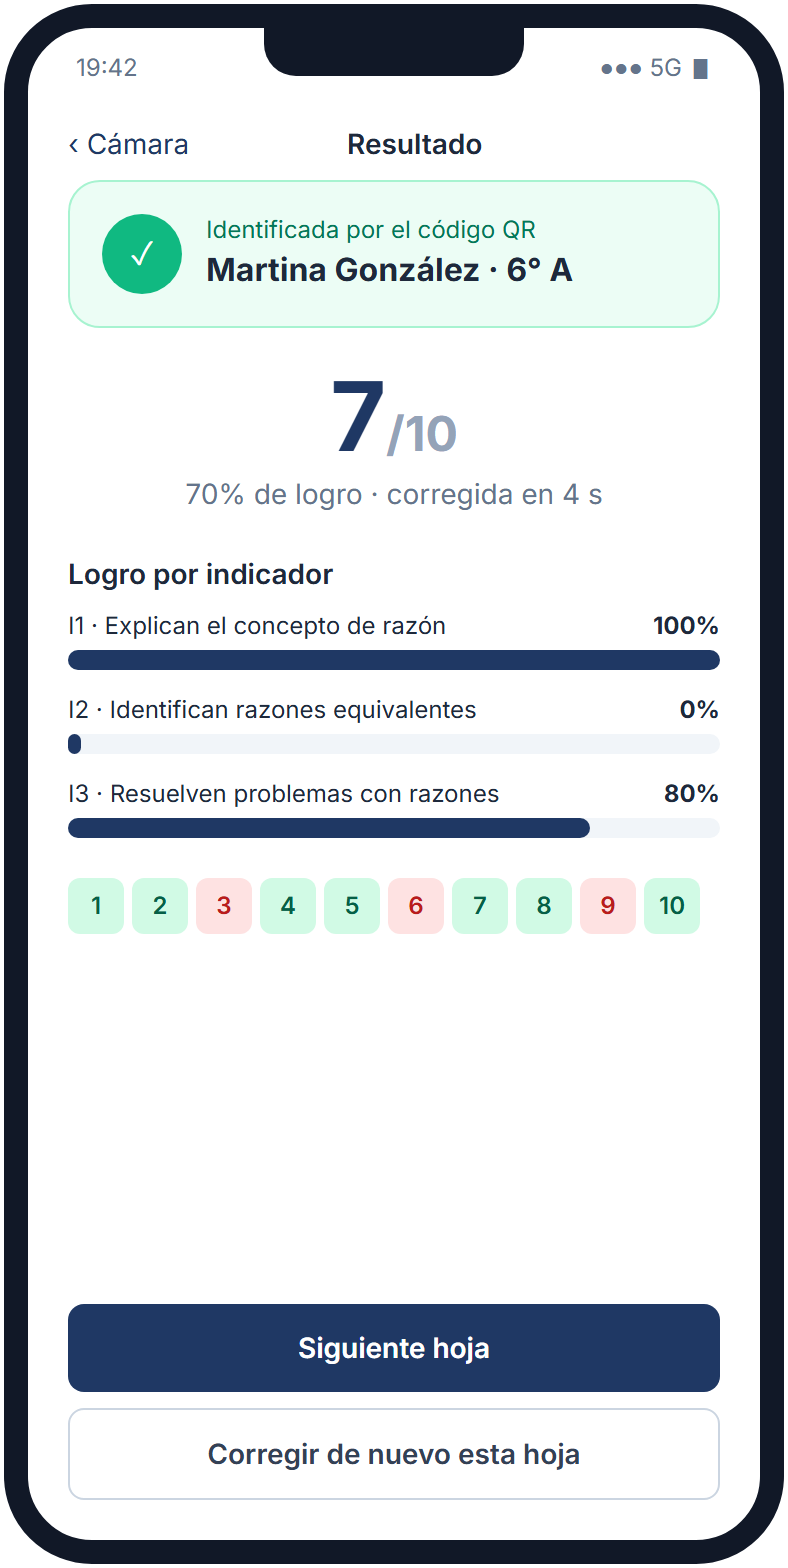 19:42 ●●● 5G
‹ Cámara Resultado
✓
Identificada por el código QR
Martina González · 6° A
7/10
70% de logro · corregida en 4 s
Logro por indicador
I1 · Explican el concepto de razón 100%
I2 · Identifican razones equivalentes 0%
I3 · Resuelven problemas con razones 80%
1 2 3 4 5 6 7 8 9 10
Siguiente hoja
Corregir de nuevo esta hoja